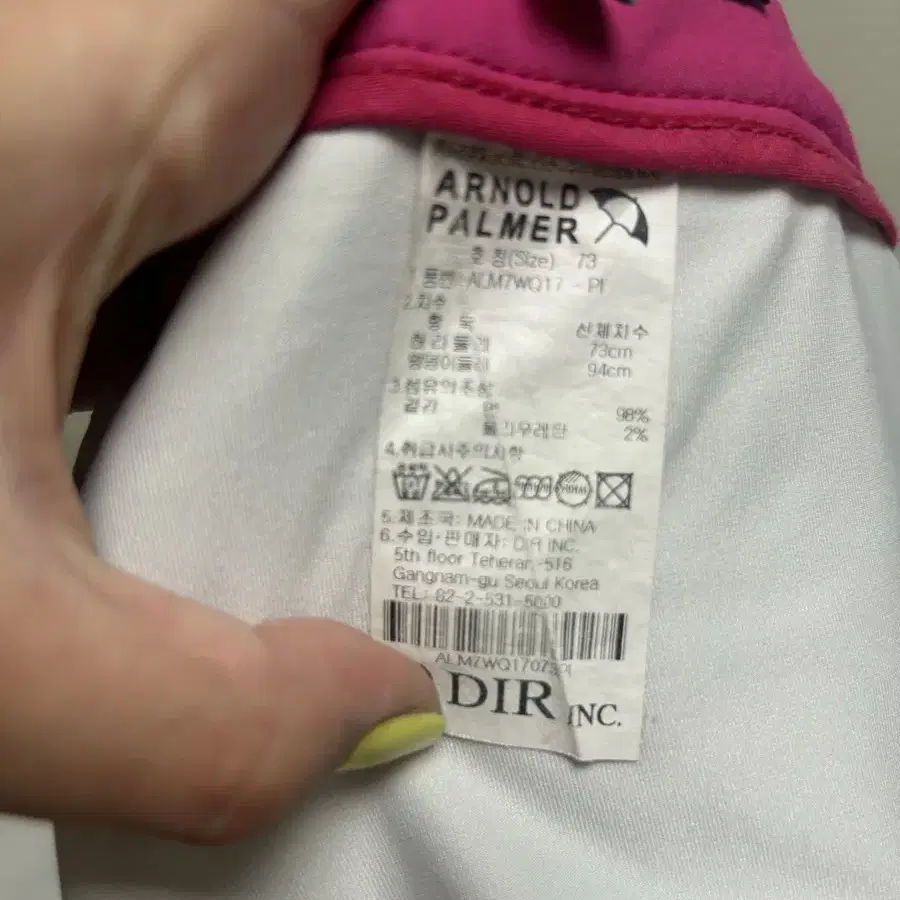 ARNOLD
PALMER
호 칭(Size) 73
1.품번 :ALM7WQ17 - PI
2.치수
항 목 신체치수
허리둘레 73cm
엉덩이둘레 94cm
3.섬유의조성
겉감 면 98%
폴리우레탄 2%
4.취급시주의사항
5.제조국: MADE IN CHINA
6.수입·판매자: DIR INC.
5th floor Teheran,-516
Gangnam-gu Seoul Korea
TEL: 82-2-531-5600
ALM7WQ17073PI
DIR INC.